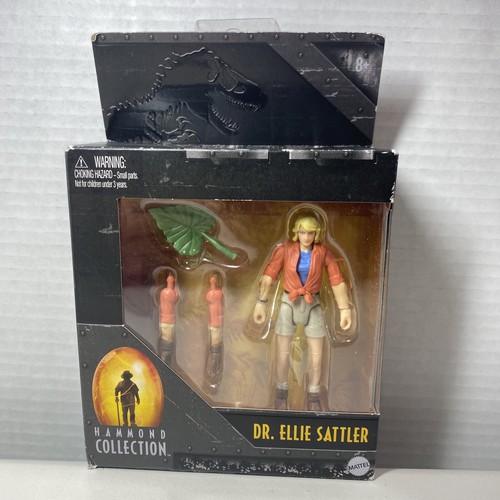 8+
WARNING:
CHOKING HAZARD – Small parts.
Not for children under 3 years.
HAMMOND
COLLECTION
DR. ELLIE SATTLER
MATTEL